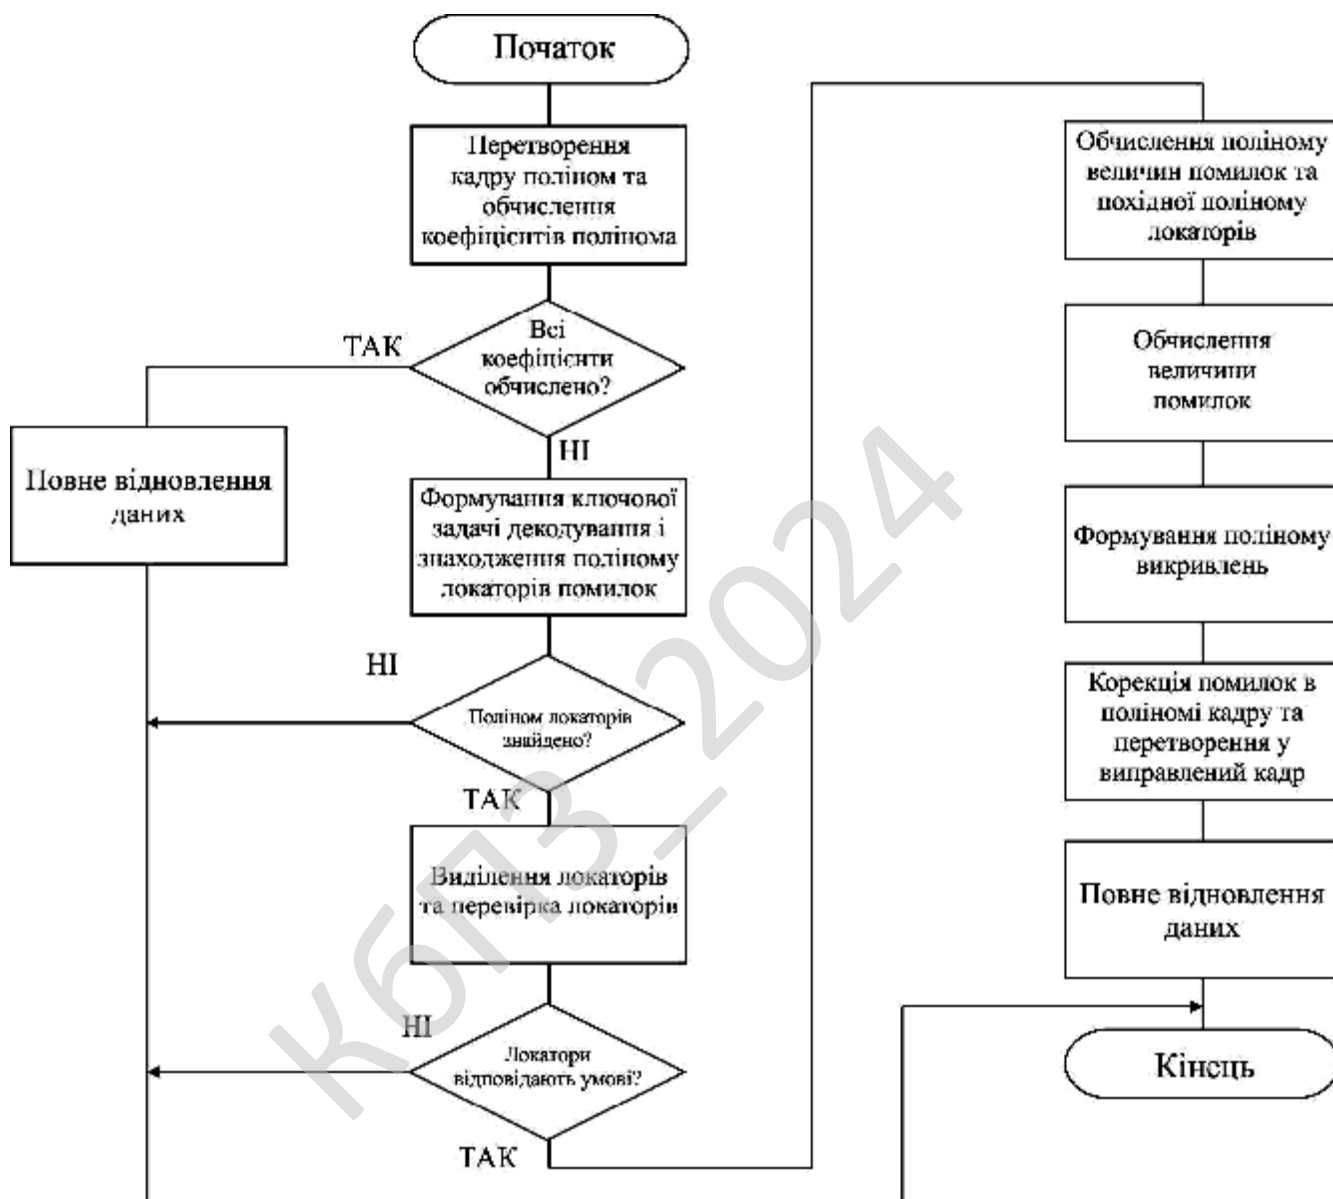 Початок
Перетворення
кадру поліном та
обчислення
коефіцієнтів полінома
Всі
коефіцієнти
обчислено?
ТАК
НІ
Повне відновлення
даних
Формування ключової
задачі декодування і
знаходження поліному
локаторів помилок
НІ
Поліном локаторів
знайдено?
ТАК
Виділення локаторів
та перевірка локаторів
НІ
Локатори
відповідають умові?
ТАК
Обчислення поліному
величин помилок та
похідної поліному
локаторів
Обчислення
величини
помилок
Формування поліному
викривлень
Корекція помилок в
поліномі кадру та
перетворення у
виправлений кадр
Повне відновлення
даних
Кінець
КбПЗ_2024